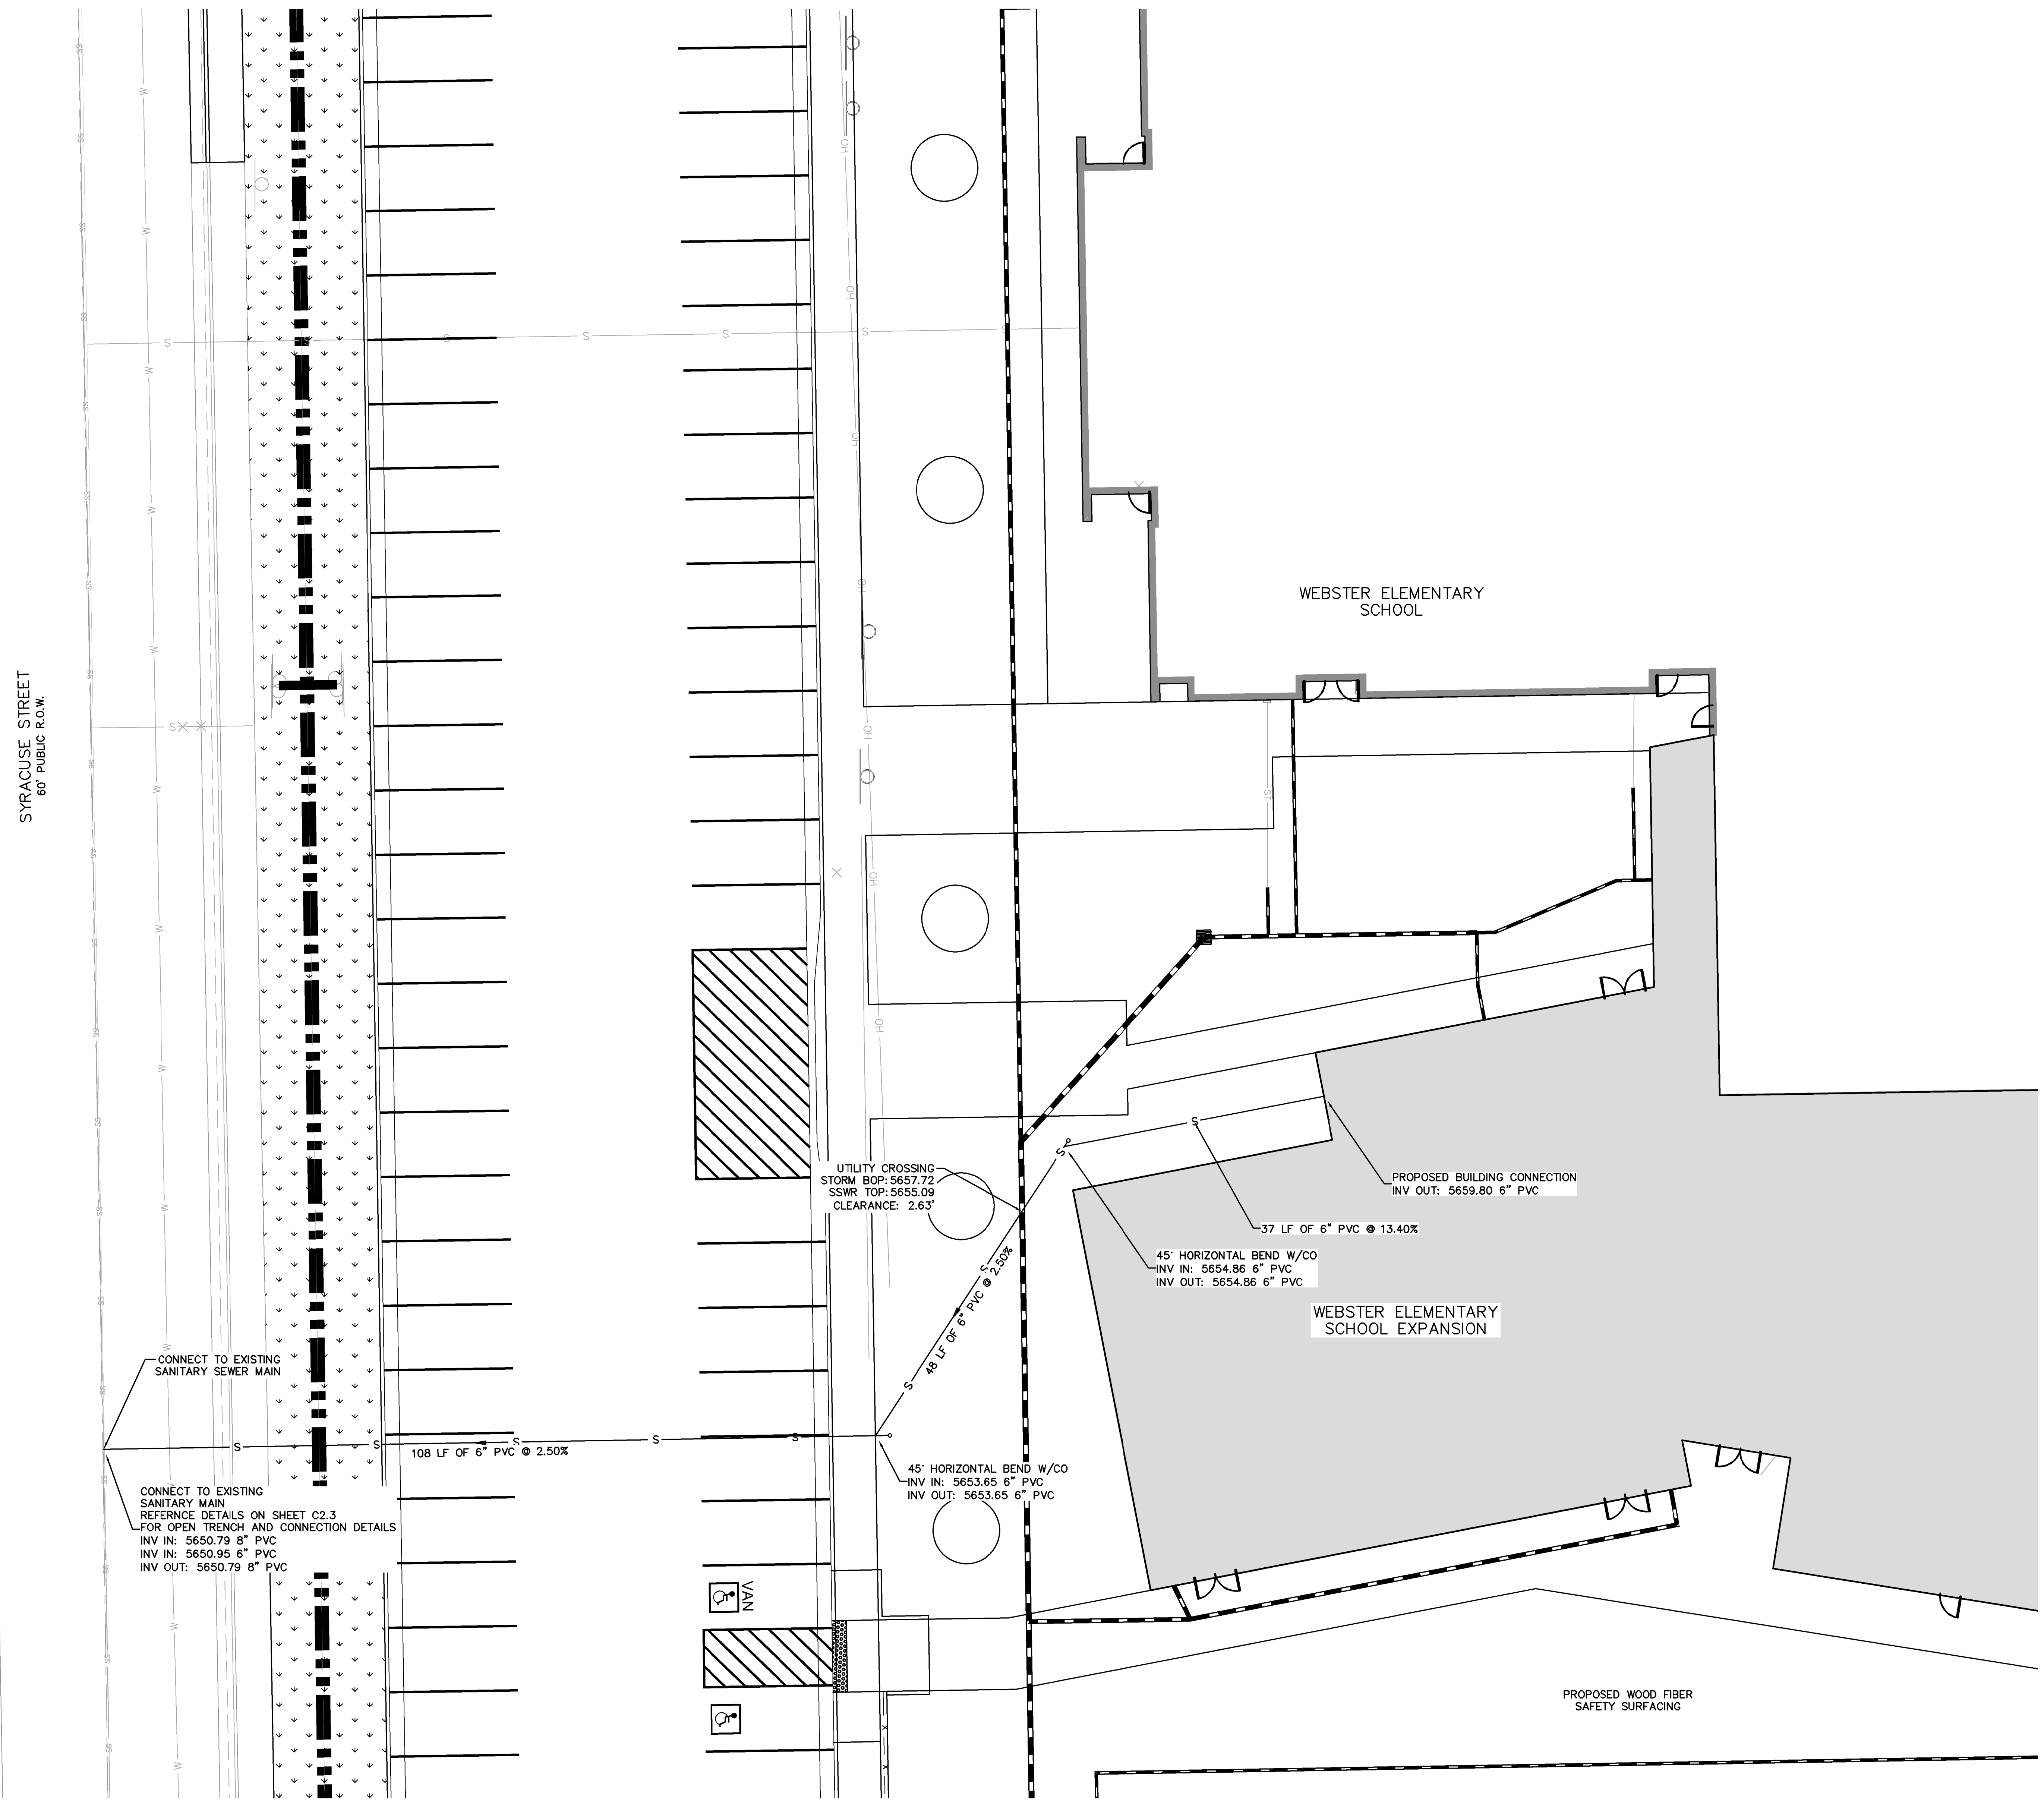 SYRACUSE STREET
60' PUBLIC R.O.W.
WEBSTER ELEMENTARY
SCHOOL
UTILITY CROSSING
STORM BOP: 5657.72
SSWR TOP: 5655.09
CLEARANCE: 2.63'
PROPOSED BUILDING CONNECTION
INV OUT: 5659.80 6" PVC
37 LF OF 6" PVC @ 13.40%
45° HORIZONTAL BEND W/CO
INV IN: 5654.86 6" PVC
INV OUT: 5654.86 6" PVC
48 LF OF 6" PVC @ 2.50%
WEBSTER ELEMENTARY
SCHOOL EXPANSION
CONNECT TO EXISTING
SANITARY SEWER MAIN
108 LF OF 6" PVC @ 2.50%
45° HORIZONTAL BEND W/CO
INV IN: 5653.65 6" PVC
INV OUT: 5653.65 6" PVC
CONNECT TO EXISTING
SANITARY MAIN
REFERNCE DETAILS ON SHEET C2.3
FOR OPEN TRENCH AND CONNECTION DETAILS
INV IN: 5650.79 8" PVC
INV IN: 5650.95 6" PVC
INV OUT: 5650.79 8" PVC
VAN
PROPOSED WOOD FIBER
SAFETY SURFACING